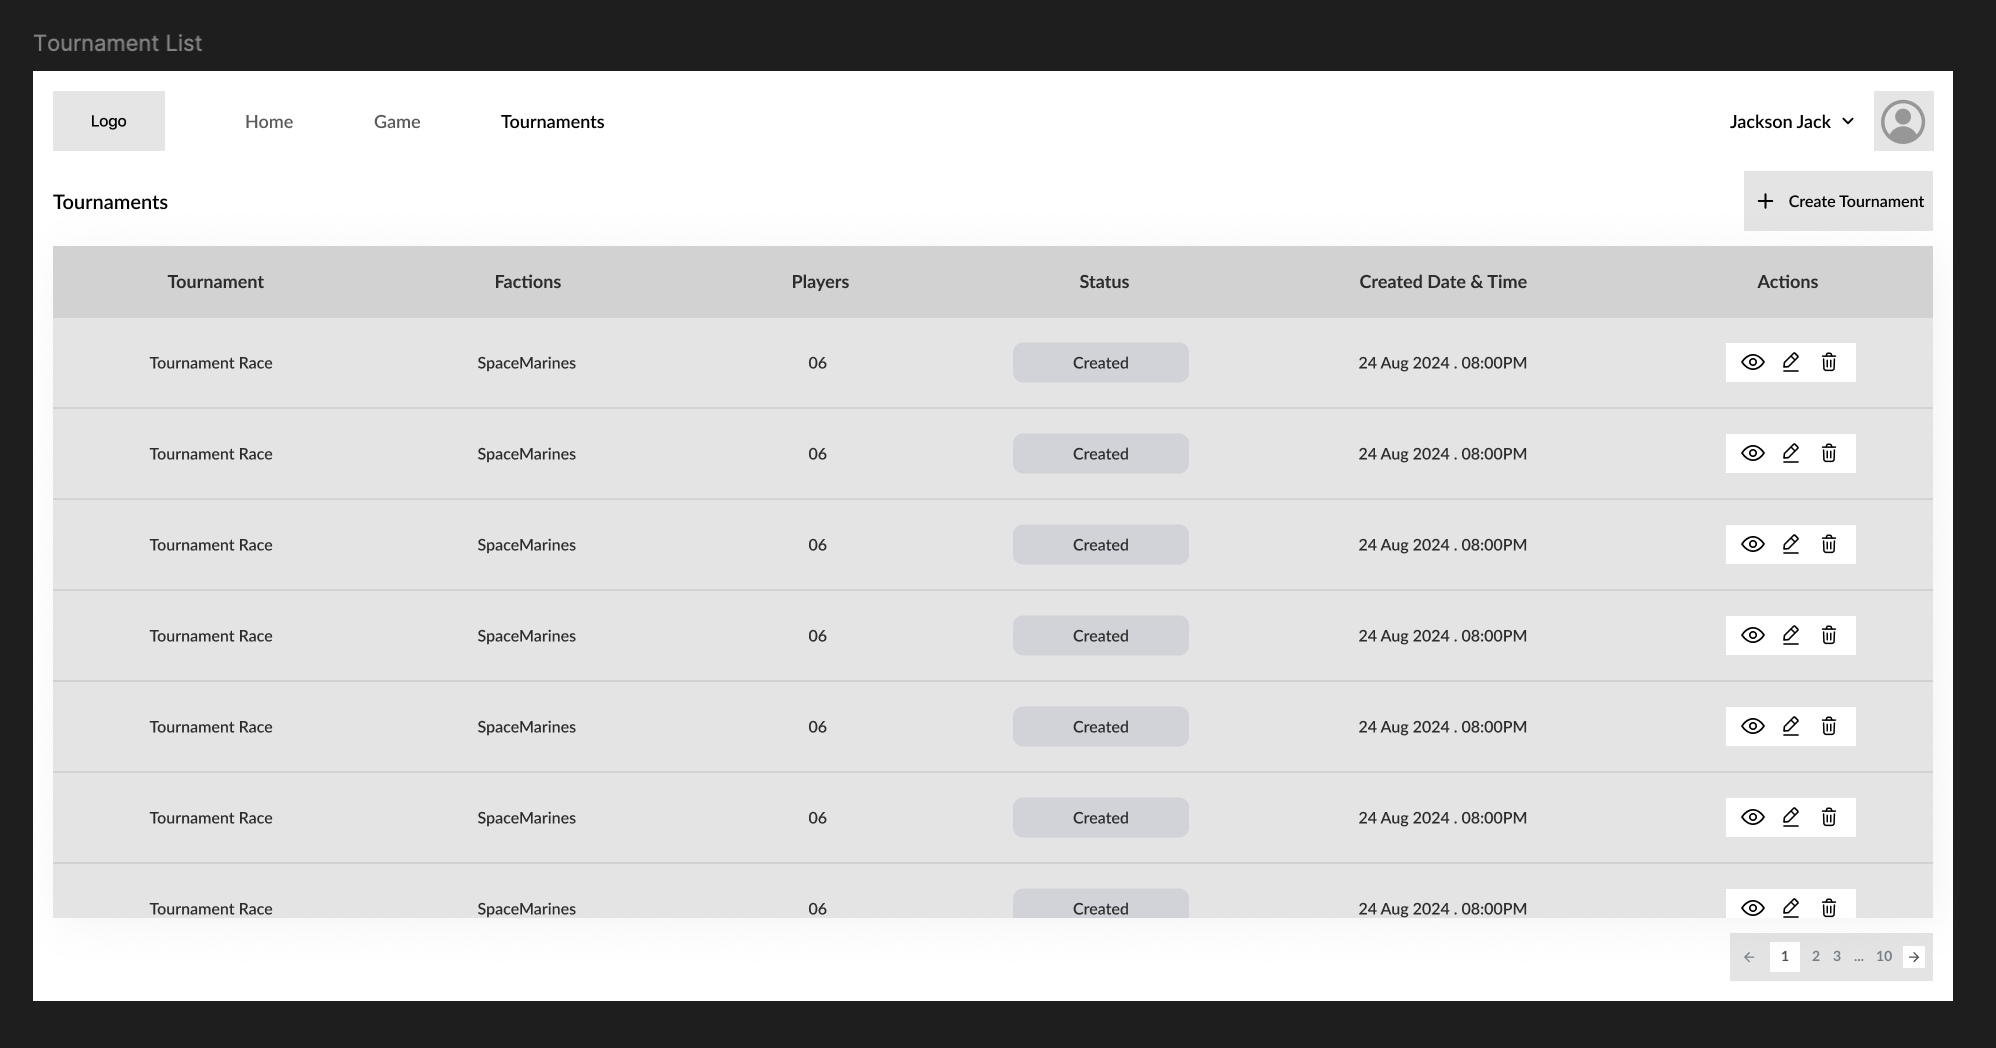 Tournament List
Logo Home Game Tournaments Jackson Jack
Tournaments Create Tournament
Tournament Factions Players Status Created Date & Time Actions
Tournament Race SpaceMarines 06 Created 24 Aug 2024 . 08:00PM
Tournament Race SpaceMarines 06 Created 24 Aug 2024 . 08:00PM
Tournament Race SpaceMarines 06 Created 24 Aug 2024 . 08:00PM
Tournament Race SpaceMarines 06 Created 24 Aug 2024 . 08:00PM
Tournament Race SpaceMarines 06 Created 24 Aug 2024 . 08:00PM
Tournament Race SpaceMarines 06 Created 24 Aug 2024 . 08:00PM
Tournament Race SpaceMarines 06 Created 24 Aug 2024 . 08:00PM
1 2 3 ... 10